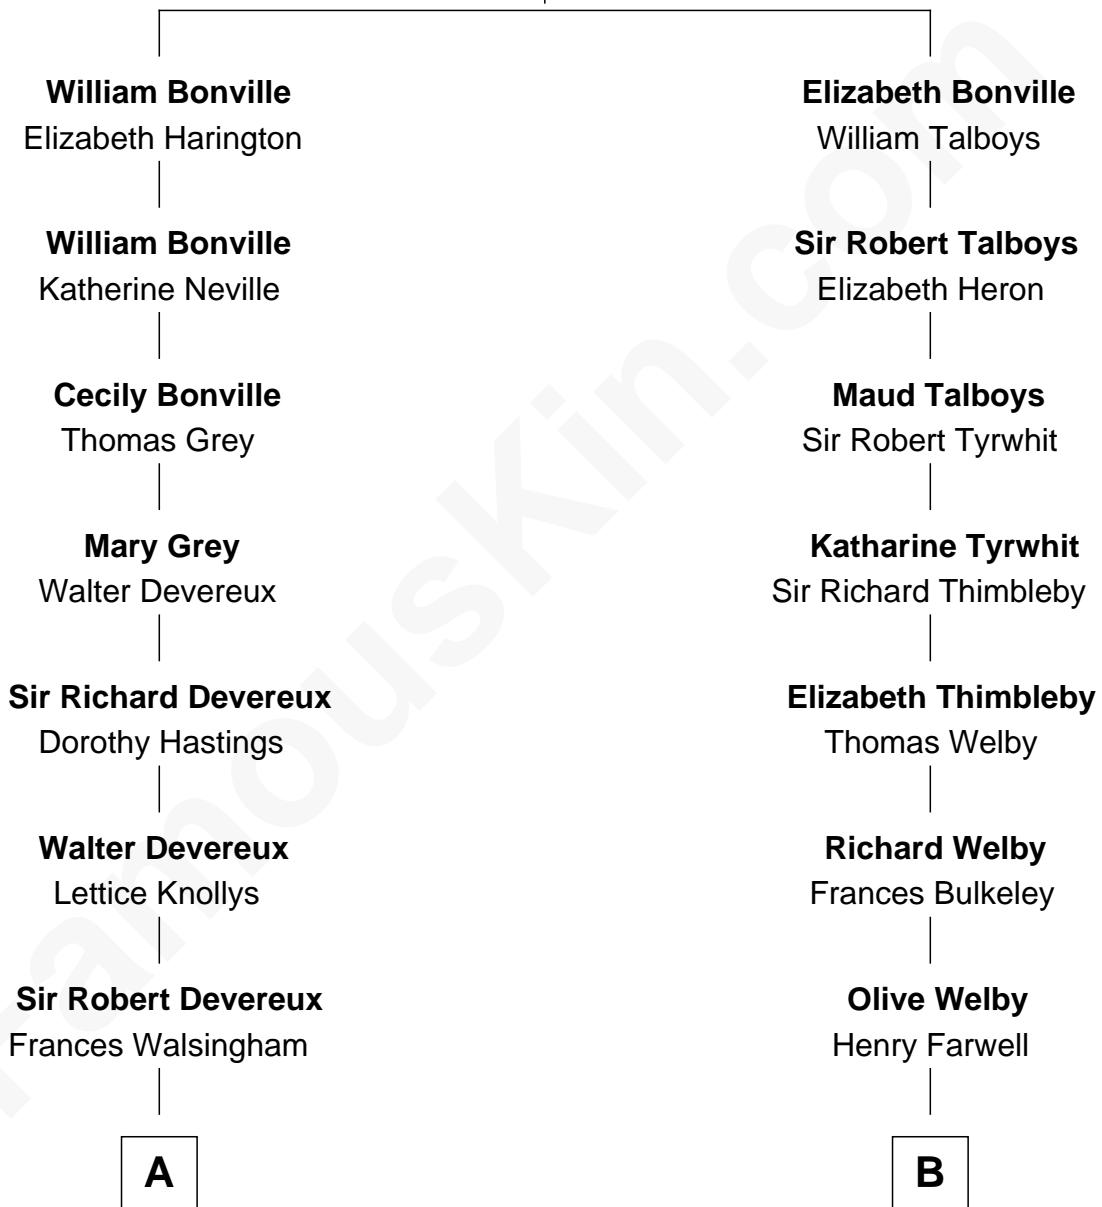 William Bonville
Elizabeth Harington
William Bonville
Katherine Neville
Cecily Bonville
Thomas Grey
Mary Grey
Walter Devereux
Sir Richard Devereux
Dorothy Hastings
Walter Devereux
Lettice Knollys
Sir Robert Devereux
Frances Walsingham
A
Elizabeth Bonville
William Talboys
Sir Robert Talboys
Elizabeth Heron
Maud Talboys
Sir Robert Tyrwhit
Katharine Tyrwhit
Sir Richard Thimbleby
Elizabeth Thimbleby
Thomas Welby
Richard Welby
Frances Bulkeley
Olive Welby
Henry Farwell
B
FamousKin.com